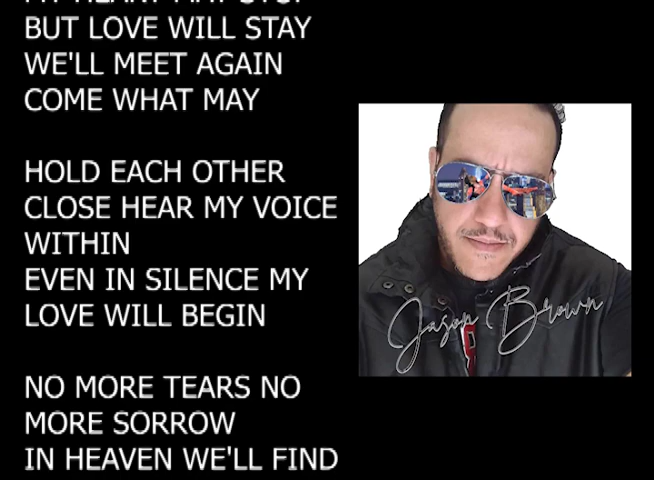 MY HEART MAY STOP
BUT LOVE WILL STAY
WE'LL MEET AGAIN
COME WHAT MAY
HOLD EACH OTHER
CLOSE HEAR MY VOICE
WITHIN
EVEN IN SILENCE MY
LOVE WILL BEGIN
NO MORE TEARS NO
MORE SORROW
IN HEAVEN WE'LL FIND
Jason Brown